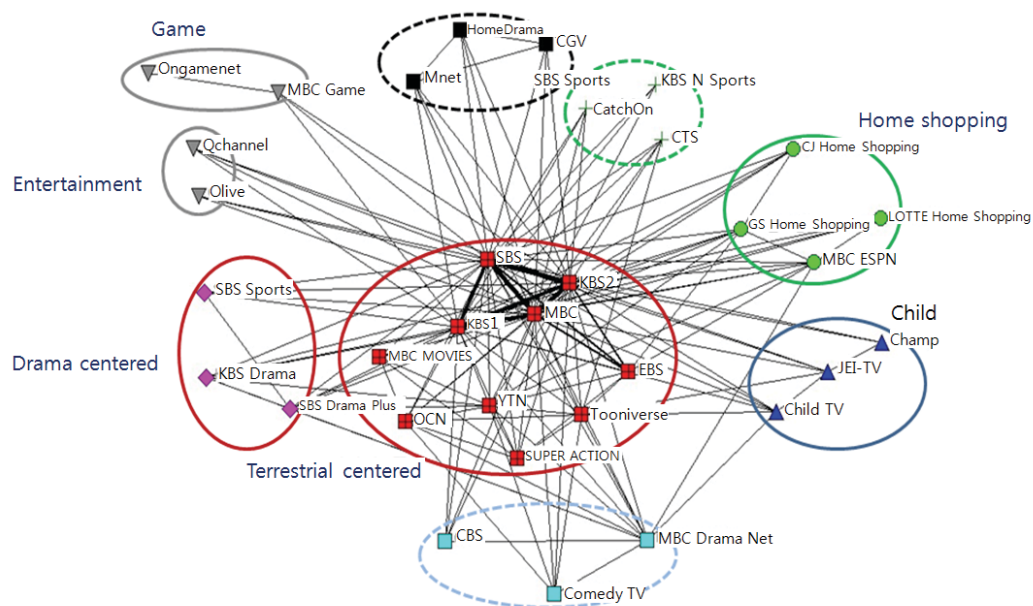 Game
HomeDrama
CGV
Ongamenet
Mnet
SBS Sports
KBS N Sports
MBC Game
CatchOn
Home shopping
CTS
Qchannel
CJ Home Shopping
Entertainment
Olive
GS Home Shopping
LOTTE Home Shopping
SBS
MBC ESPN
KBS2
SBS Sports
MBC
KBS1
Child
Champ
Drama centered
MBC MOVIES
KBS Drama
EBS
JEI-TV
SBS Drama Plus
YTN
OCN
Tooniverse
Child TV
SUPER ACTION
Terrestrial centered
CBS
MBC Drama Net
Comedy TV